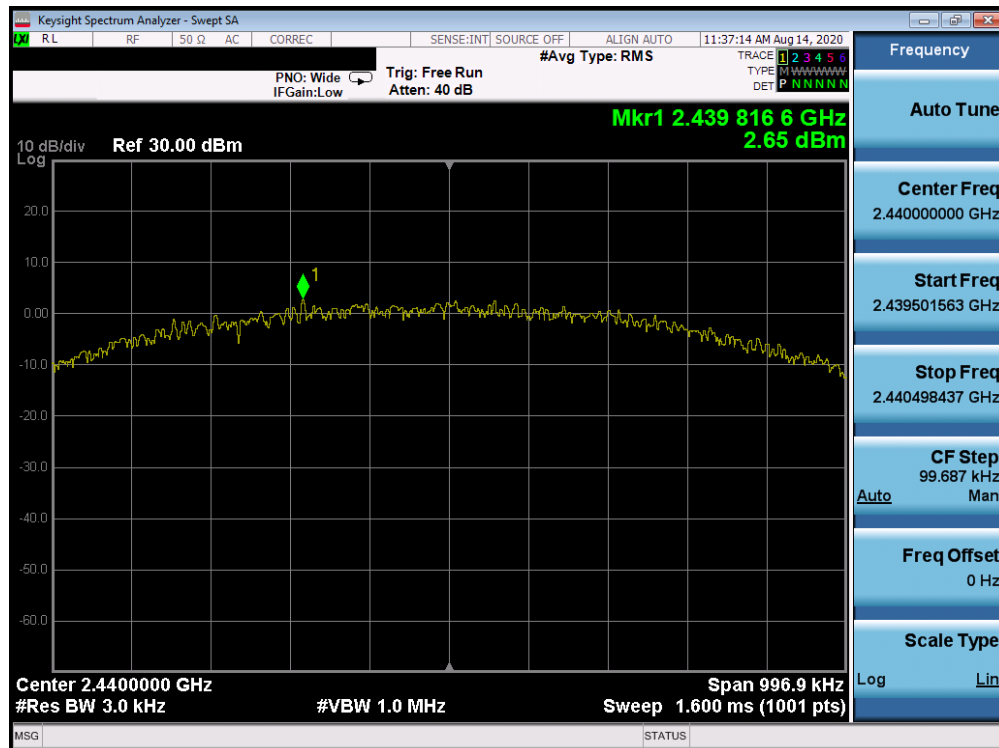 Keysight Spectrum Analyzer - Swept SA
LXI RL RF 50 Ω AC CORREC SENSE:INT SOURCE OFF ALIGN AUTO 11:37:14 AM Aug 14, 2020
#Avg Type: RMS
TRACE 1 2 3 4 5 6
PNO: Wide Trig: Free Run
TYPE M WWWWW
IFGain:Low Atten: 40 dB
DET P N N N N N
Mkr1 2.439 816 6 GHz
2.65 dBm
10 dB/div Ref 30.00 dBm
Log
1
20.0
10.0
0.00
-10.0
-20.0
-30.0
-40.0
-50.0
-60.0
Center 2.4400000 GHz Span 996.9 kHz
#Res BW 3.0 kHz #VBW 1.0 MHz Sweep 1.600 ms (1001 pts)
MSG STATUS
Frequency
Auto Tune
Center Freq
2.440000000 GHz
Start Freq
2.439501563 GHz
Stop Freq
2.440498437 GHz
CF Step
99.687 kHz
Auto Man
Freq Offset
0 Hz
Scale Type
Log Lin